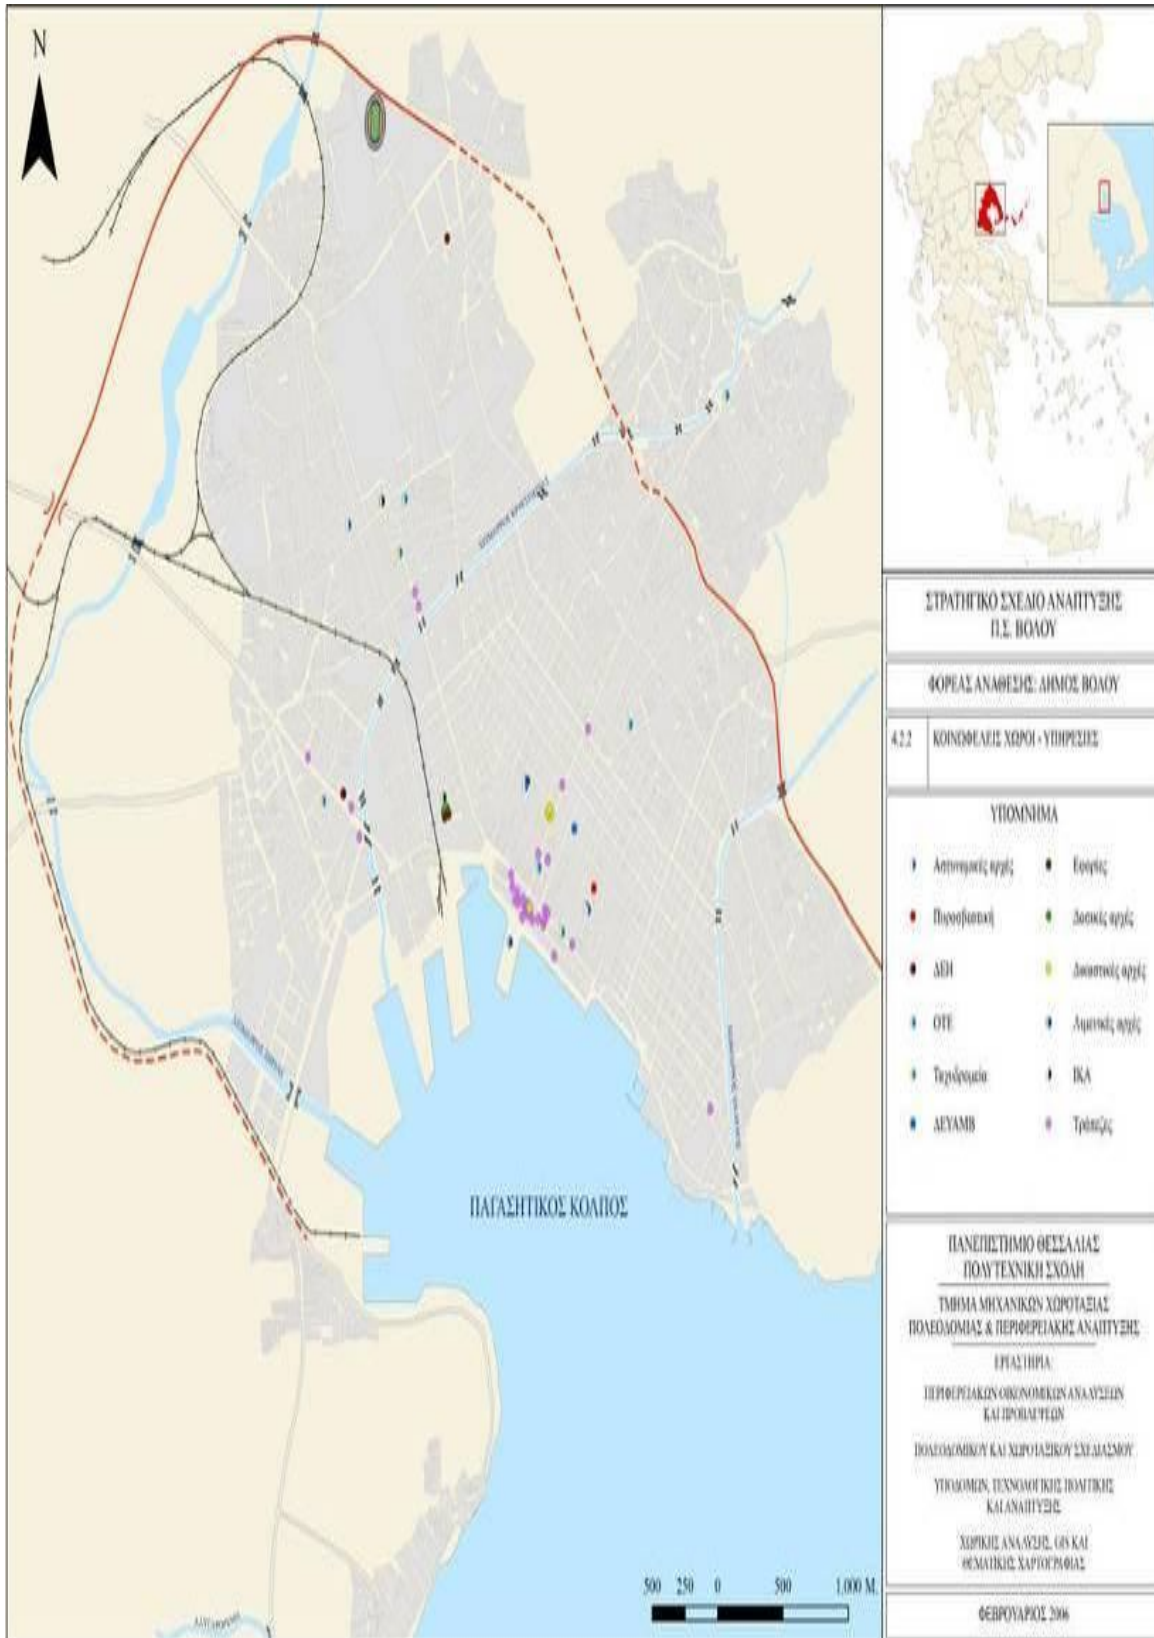 N
ΠΑΓΑΣΗΤΙΚΟΣ ΚΟΛΠΟΣ
500 250 0 500 1,000 M.
ΣΤΡΑΤΗΓΙΚΟ ΣΧΕΔΙΟ ΑΝΑΠΤΥΞΗΣ
Π.Σ. ΒΟΛΟΥ
ΦΟΡΕΑΣ ΑΝΑΘΕΣΗΣ: ΔΗΜΟΣ ΒΟΛΟΥ
4.2.2 ΚΟΙΝΩΦΕΛΕΙΣ ΧΩΡΟΙ - ΥΠΗΡΕΣΙΕΣ
ΥΠΟΜΝΗΜΑ
Αστυνομικές αρχές
Πυροσβεστική
ΔΕΗ
ΟΤΕ
Ταχυδρομεία
ΔΕΥΑΜΒ
Εφορίες
Δασικές αρχές
Δικαστικές αρχές
Λιμενικές αρχές
ΙΚΑ
Τράπεζες
ΠΑΝΕΠΙΣΤΗΜΙΟ ΘΕΣΣΑΛΙΑΣ
ΠΟΛΥΤΕΧΝΙΚΗ ΣΧΟΛΗ
ΤΜΗΜΑ ΜΗΧΑΝΙΚΩΝ ΧΩΡΟΤΑΞΙΑΣ
ΠΟΛΕΟΔΟΜΙΑΣ & ΠΕΡΙΦΕΡΕΙΑΚΗΣ ΑΝΑΠΤΥΞΗΣ
ΕΡΓΑΣΤΗΡΙΑ:
ΠΕΡΙΦΕΡΕΙΑΚΩΝ ΟΙΚΟΝΟΜΙΚΩΝ ΑΝΑΛΥΣΕΩΝ
ΚΑΙ ΠΡΟΒΛΕΨΕΩΝ
ΠΟΛΕΟΔΟΜΙΚΟΥ ΚΑΙ ΧΩΡΟΤΑΞΙΚΟΥ ΣΧΕΔΙΑΣΜΟΥ
ΥΠΟΔΟΜΩΝ, ΤΕΧΝΟΛΟΓΙΚΗΣ ΠΟΛΙΤΙΚΗΣ
ΚΑΙ ΑΝΑΠΤΥΞΗΣ
ΧΩΡΙΚΗΣ ΑΝΑΛΥΣΗΣ, GIS ΚΑΙ
ΘΕΜΑΤΙΚΗΣ ΧΑΡΤΟΓΡΑΦΙΑΣ
ΦΕΒΡΟΥΑΡΙΟΣ 2006